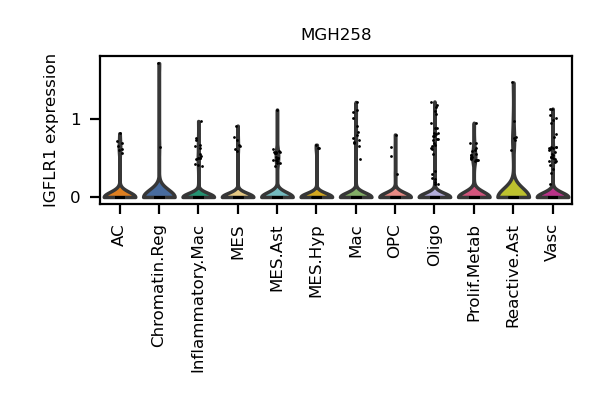 MGH258
IGFLR1 expression
1
0
AC
Chromatin.Reg
Inflammatory.Mac
MES
MES.Ast
MES.Hyp
Mac
OPC
Oligo
Prolif.Metab
Reactive.Ast
Vasc